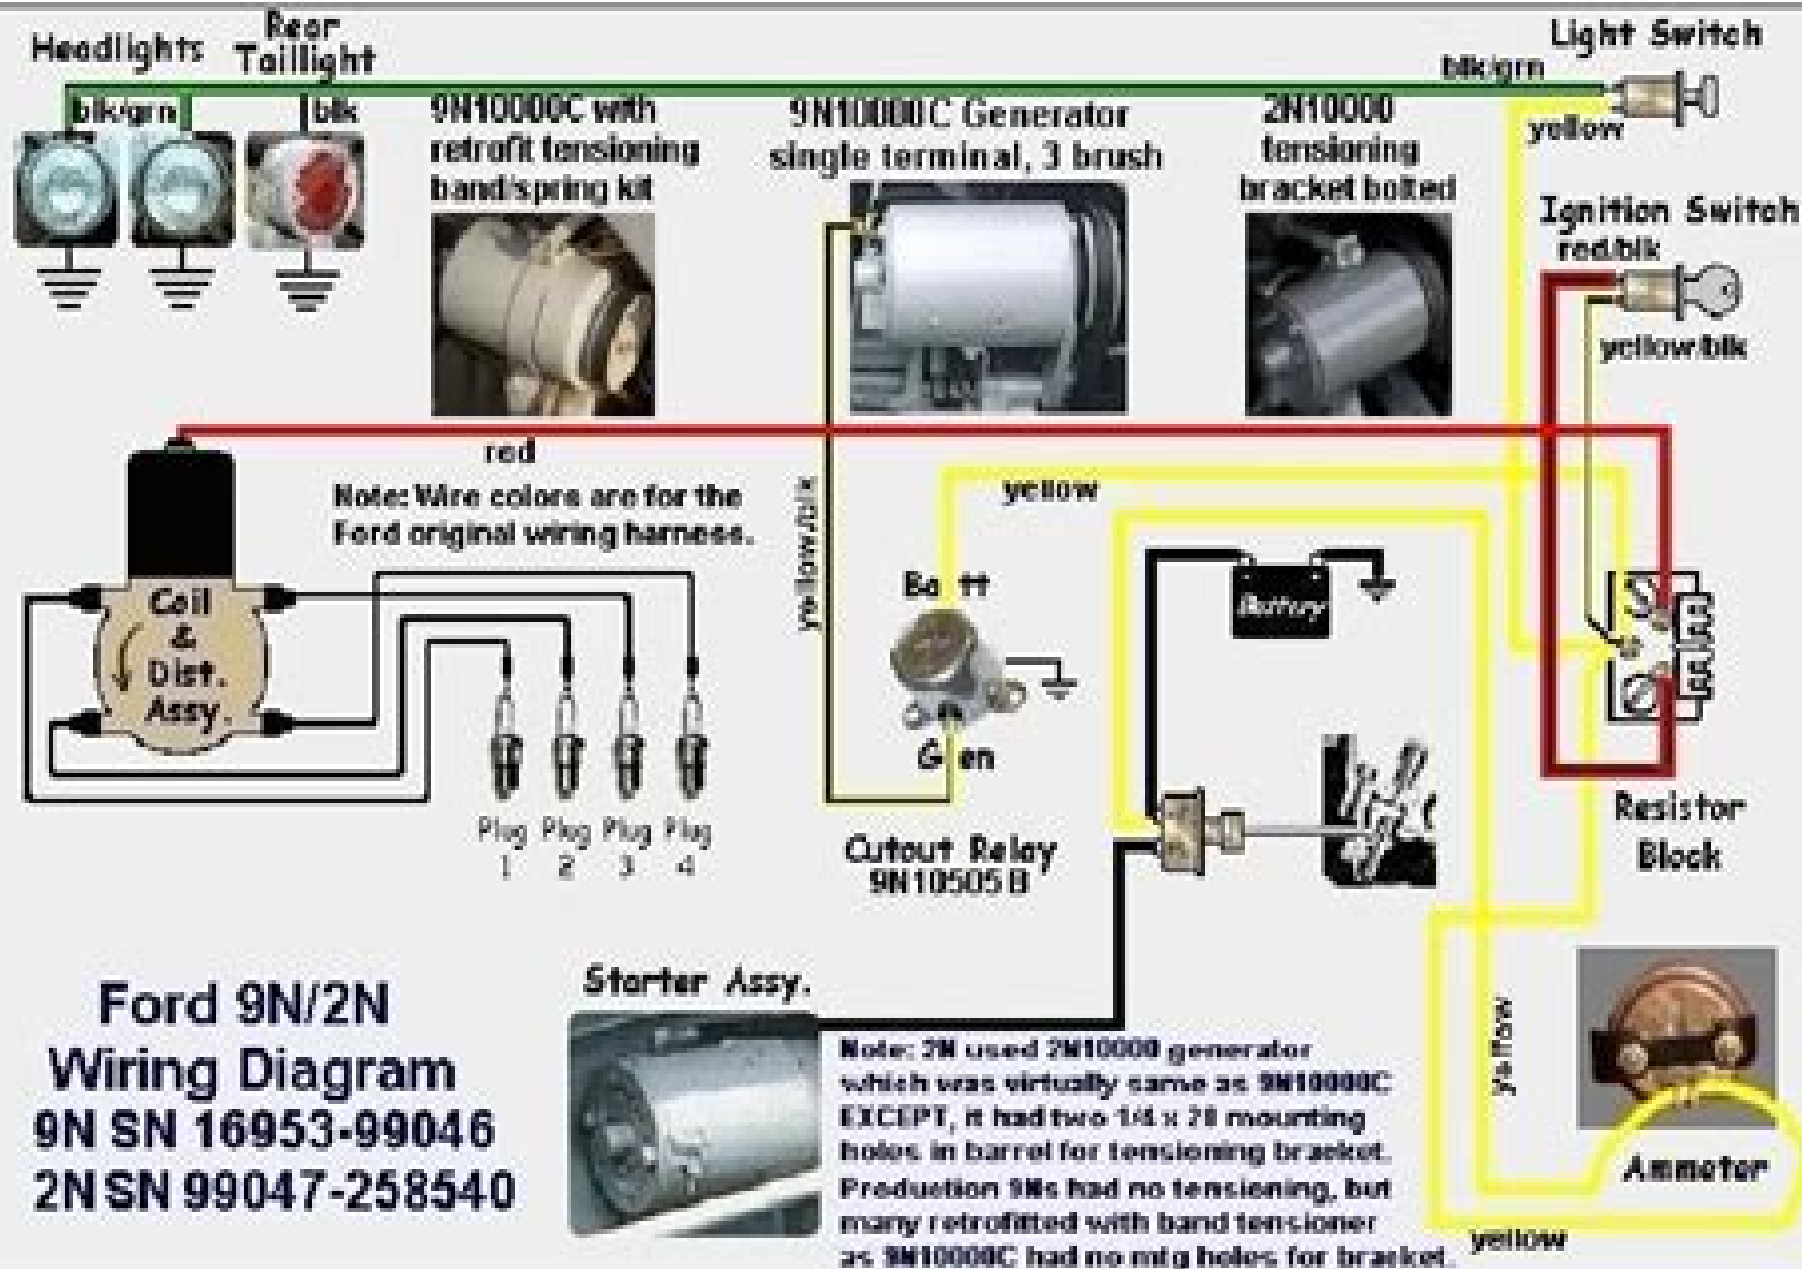 Headlights
Rear
Taillight
blk/grn
blk
blk/grn
Light Switch
yellow
9N10000C with
retrofit tensioning
band/spring kit
9N10000C Generator
single terminal, 3 brush
2N10000
tensioning
bracket bolted
Ignition Switch
red/blk
yellow/blk
red
Note: Wire colors are for the
Ford original wiring harness.
yellow/blk
yellow
Batt
Battery
Gen
Coil
&
Dist.
Assy.
Plug Plug Plug Plug
1 2 3 4
Cutout Relay
9N10505B
Resistor
Block
Starter Assy.
yellow
Ammeter
yellow
Ford 9N/2N
Wiring Diagram
9N SN 16953-99046
2N SN 99047-258540
Note: 2N used 2N10000 generator
which was virtually same as 9N10000C
EXCEPT, it had two 1/4 x 20 mounting
holes in barrel for tensioning bracket.
Production 9Ns had no tensioning, but
many retrofitted with band tensioner
as 9N10000C had no mtg holes for bracket.